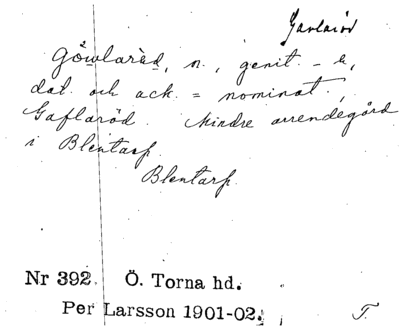 Gavlaröd
Göwlaröd, n., genit. - e,
dat. och ack. = nominat.,
Gaflaröd. Mindre arrendegård
i Blentarp.
Blentarp.
Nr 392. Ö. Torna hd.
Per Larsson 1901-02.
T.